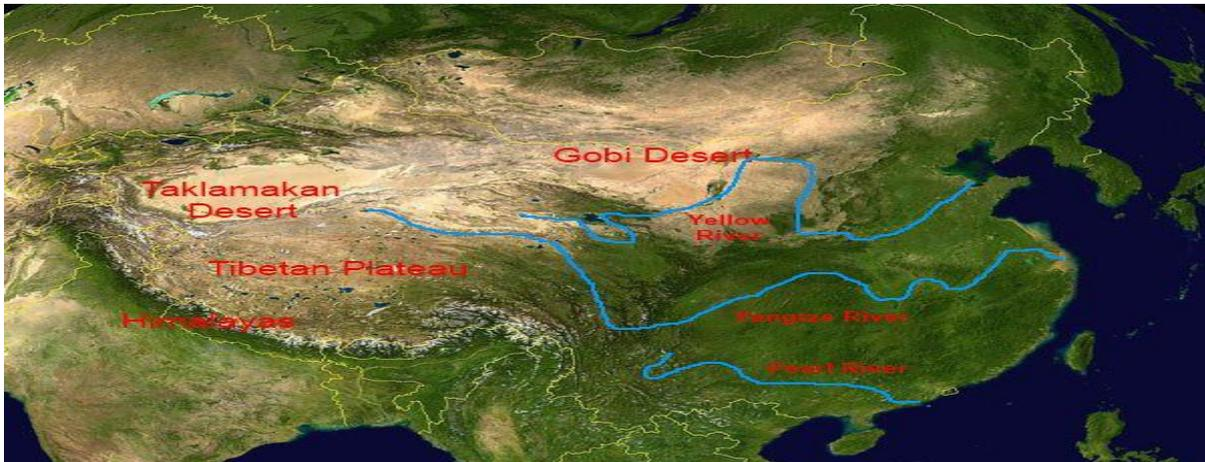 Gobi Desert
Taklamakan
Desert
Yellow
River
Tibetan Plateau
Himalayas
Yangtze River
Pearl River